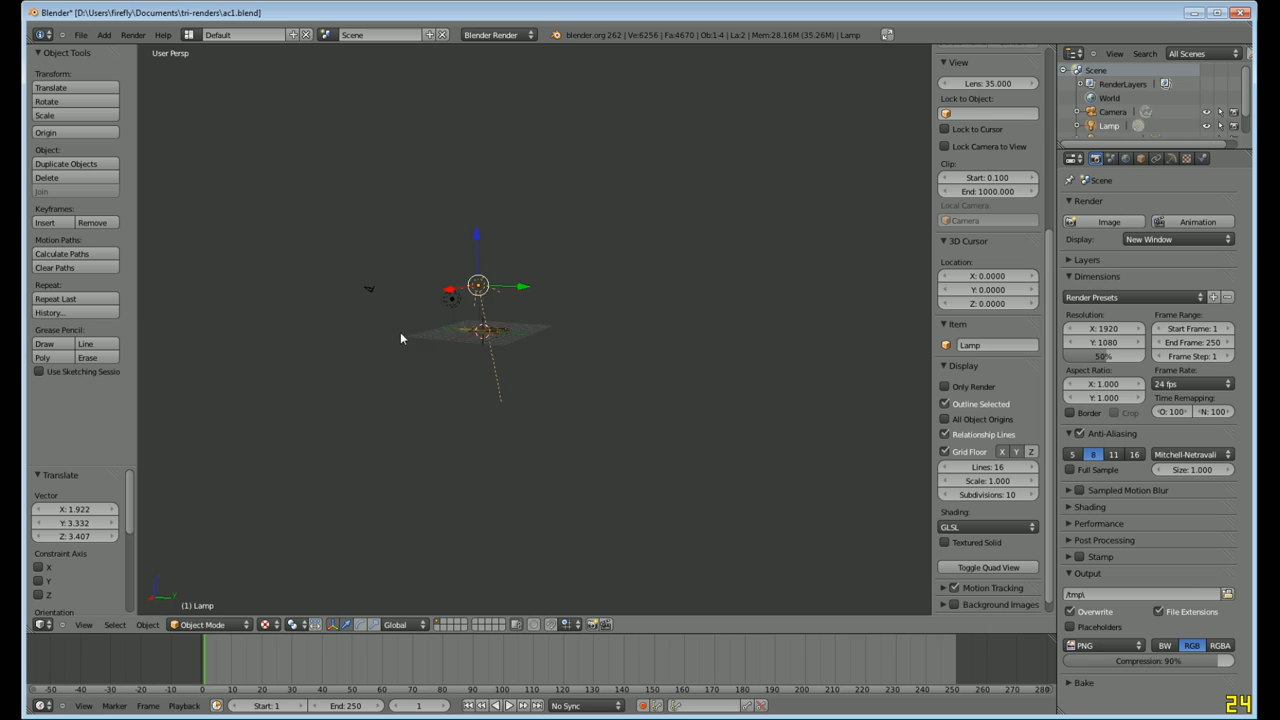 Blender* [D:\Users\firefly\Documents\tri-renders\ac1.blend]
File Add Render Help Default Scene Blender Render blender.org 262 | Ve:6256 | Fa:4670 | Ob:1-4 | La:2 | Mem:28.16M (35.26M) | Lamp
Object Tools
Transform:
Translate
Rotate
Scale
Origin
Object:
Duplicate Objects
Delete
Join
Keyframes:
Insert Remove
Motion Paths:
Calculate Paths
Clear Paths
Repeat:
Repeat Last
History...
Grease Pencil:
Draw Line
Poly Erase
Use Sketching Sessio
Translate
Vector
X: 1.922
Y: 3.332
Z: 3.407
Constraint Axis
X
Y
Z
Orientation
User Persp
(1) Lamp
View
Lens: 35.000
Lock to Object:
Lock to Cursor
Lock Camera to View
Clip:
Start: 0.100
End: 1000.000
Local Camera:
Camera
3D Cursor
Location:
X: 0.0000
Y: 0.0000
Z: 0.0000
Item
Lamp
Display
Only Render
Outline Selected
All Object Origins
Relationship Lines
Grid Floor X Y Z
Lines: 16
Scale: 1.000
Subdivisions: 10
Shading:
GLSL
Textured Solid
Toggle Quad View
Motion Tracking
Background Images
View Search All Scenes
Scene
RenderLayers
World
Camera
Lamp
Scene
Render
Image Animation
Display: New Window
Layers
Dimensions
Render Presets
Resolution: Frame Range:
X: 1920 Start Frame: 1
Y: 1080 End Frame: 250
50% Frame Step: 1
Aspect Ratio: Frame Rate:
X: 1.000 24 fps
Y: 1.000 Time Remapping:
Border Crop O: 100 N: 100
Anti-Aliasing
5 8 11 16 Mitchell-Netravali
Full Sample Size: 1.000
Sampled Motion Blur
Shading
Performance
Post Processing
Stamp
Output
/tmp\
Overwrite File Extensions
Placeholders
PNG BW RGB RGBA
Compression: 90%
Bake
View Select Object Object Mode Global
-50 -40 -30 -20 -10 0 10 20 30 40 50 60 70 80 90 100 110 120 130 140 150 160 170 180 190 200 210 220 230 240 250 260 270 280
View Marker Frame Playback Start: 1 End: 250 1 No Sync
24